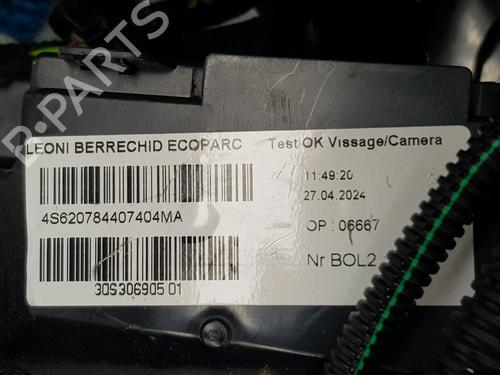 LEONI BERRECHID ECOPARC Test OK Vissage/Camera
11:49:20
27.04.2024
4S620784407404MA
OP : 06667
Nr BOL2
30S306905 01
B-PARTS